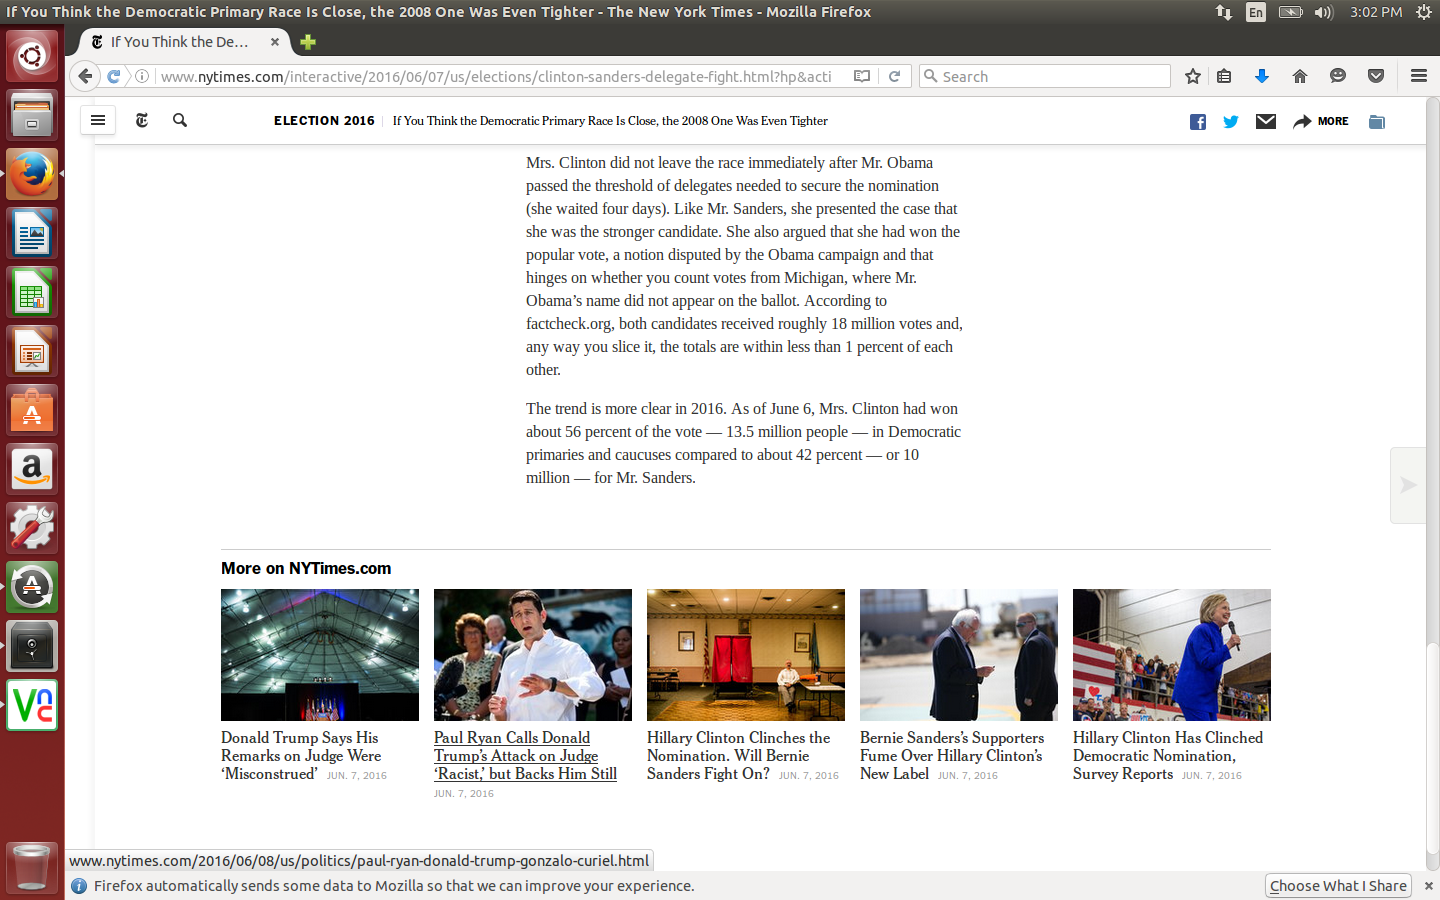 If You Think the Democratic Primary Race Is Close, the 2008 One Was Even Tighter - The New York Times - Mozilla Firefox
En
3:02 PM
If You Think the De...
www.nytimes.com/interactive/2016/06/07/us/elections/clinton-sanders-delegate-fight.html?hp&acti
Search
ELECTION 2016
If You Think the Democratic Primary Race Is Close, the 2008 One Was Even Tighter
MORE
Mrs. Clinton did not leave the race immediately after Mr. Obama
passed the threshold of delegates needed to secure the nomination
(she waited four days). Like Mr. Sanders, she presented the case that
she was the stronger candidate. She also argued that she had won the
popular vote, a notion disputed by the Obama campaign and that
hinges on whether you count votes from Michigan, where Mr.
Obama’s name did not appear on the ballot. According to
factcheck.org, both candidates received roughly 18 million votes and,
any way you slice it, the totals are within less than 1 percent of each
other.
The trend is more clear in 2016. As of June 6, Mrs. Clinton had won
about 56 percent of the vote — 13.5 million people — in Democratic
primaries and caucuses compared to about 42 percent — or 10
million — for Mr. Sanders.
More on NYTimes.com
Donald Trump Says His
Remarks on Judge Were
‘Misconstrued’ JUN. 7, 2016
Paul Ryan Calls Donald
Trump’s Attack on Judge
‘Racist,’ but Backs Him Still
JUN. 7, 2016
Hillary Clinton Clinches the
Nomination. Will Bernie
Sanders Fight On? JUN. 7, 2016
Bernie Sanders’s Supporters
Fume Over Hillary Clinton’s
New Label JUN. 7, 2016
Hillary Clinton Has Clinched
Democratic Nomination,
Survey Reports JUN. 7, 2016
www.nytimes.com/2016/06/08/us/politics/paul-ryan-donald-trump-gonzalo-curiel.html
Firefox automatically sends some data to Mozilla so that we can improve your experience.
Choose What I Share